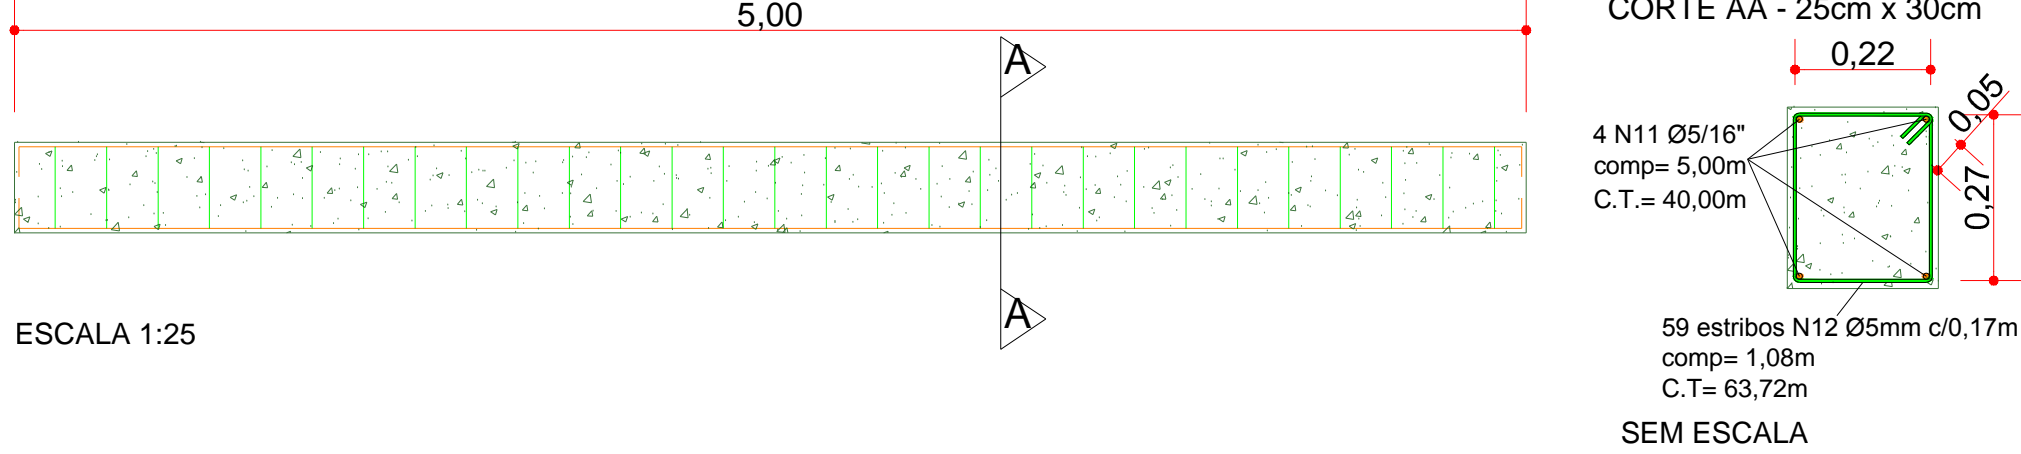 5,00
CORTE AA - 25cm x 30cm
A
0,22
0,05
4 N11 Ø5/16"
comp= 5,00m
C.T.= 40,00m
0,27
A
59 estribos N12 Ø5mm c/0,17m
comp= 1,08m
C.T= 63,72m
ESCALA 1:25
SEM ESCALA